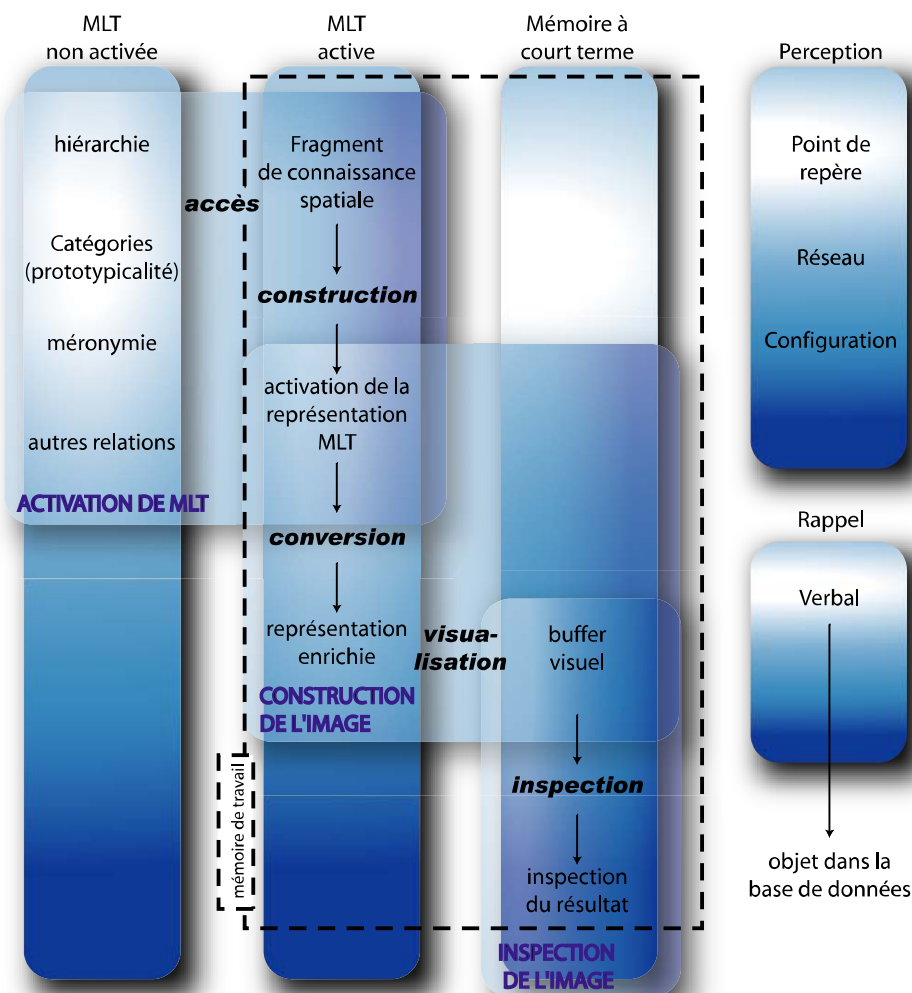 MLT
non activée
hiérarchie
Catégories
(prototypicalité)
méronymie
autres relations
ACTIVATION DE MLT
accès
MLT
active
Fragment
de connaissance
spatiale
construction
activation de la
représentation
MLT
conversion
représentation
enrichie
CONSTRUCTION
DE L'IMAGE
mémoire de travail
visua-
lisation
Mémoire à
court terme
buffer
visuel
inspection
inspection
du résultat
INSPECTION
DE L'IMAGE
Perception
Point de
repère
Réseau
Configuration
Rappel
Verbal
objet dans la
base de données